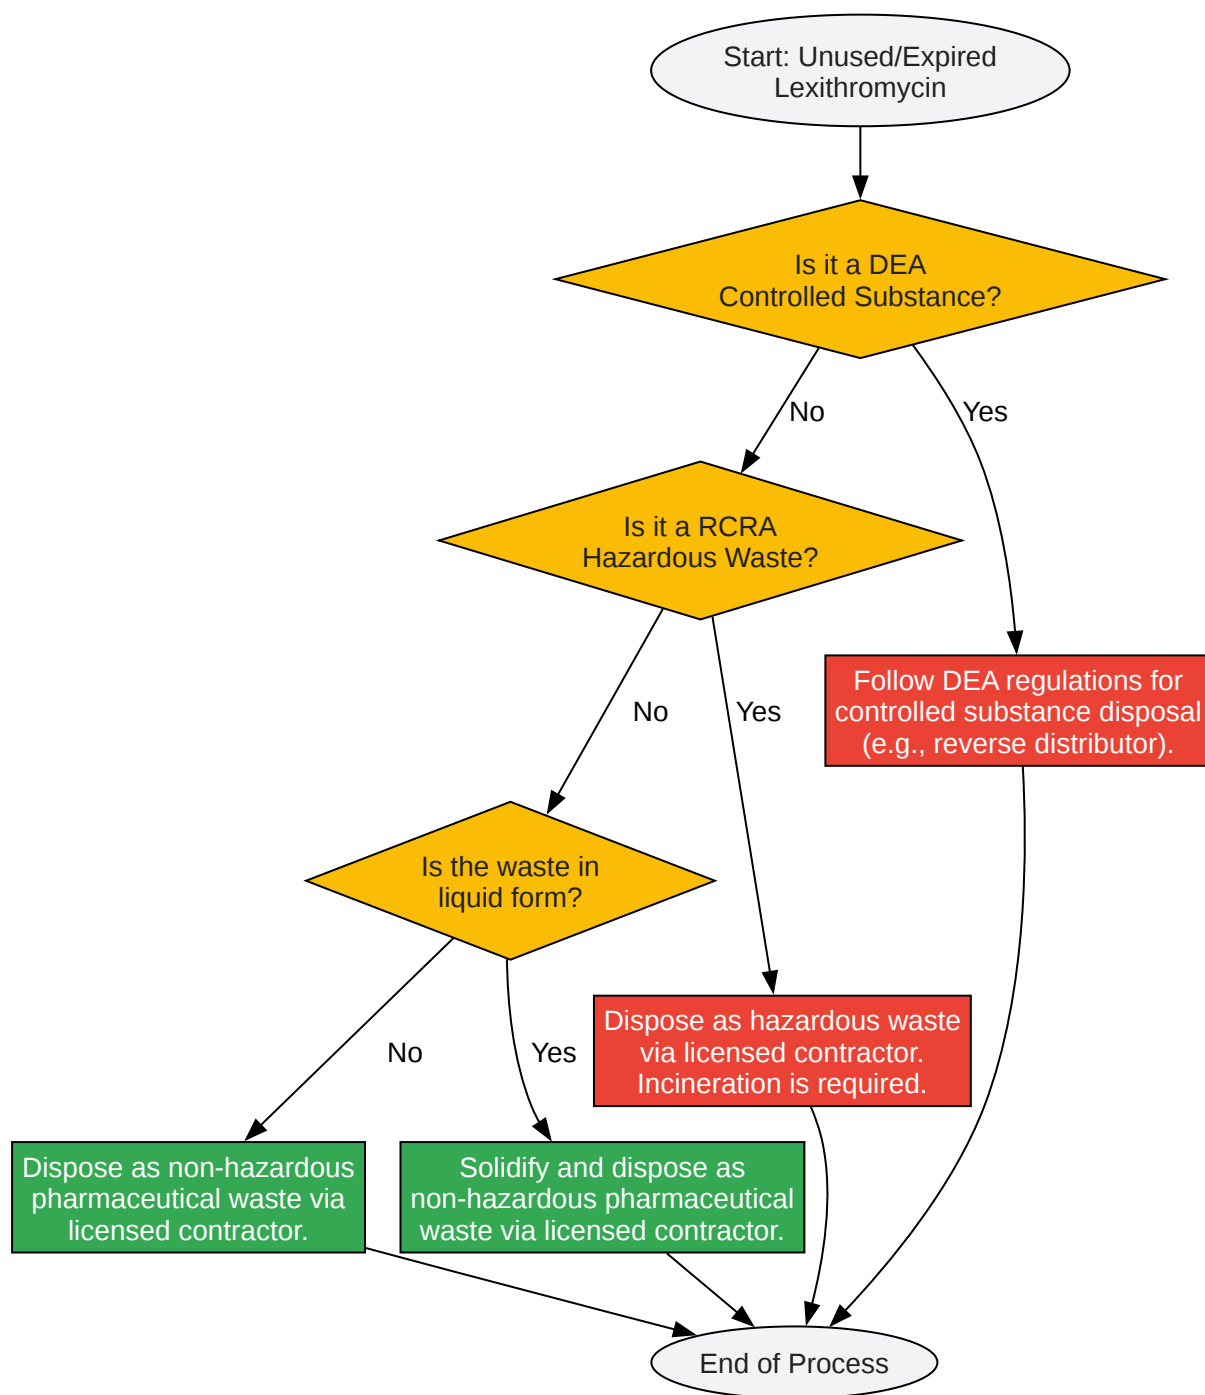 Start: Unused/Expired
Lexithromycin
Is it a DEA
Controlled Substance?
No
Yes
Is it a RCRA
Hazardous Waste?
No
Yes
Follow DEA regulations for
controlled substance disposal
(e.g., reverse distributor).
Is the waste in
liquid form?
No
Yes
Dispose as hazardous waste
via licensed contractor.
Incineration is required.
Dispose as non-hazardous
pharmaceutical waste via
licensed contractor.
Solidify and dispose as
non-hazardous pharmaceutical
waste via licensed contractor.
End of Process